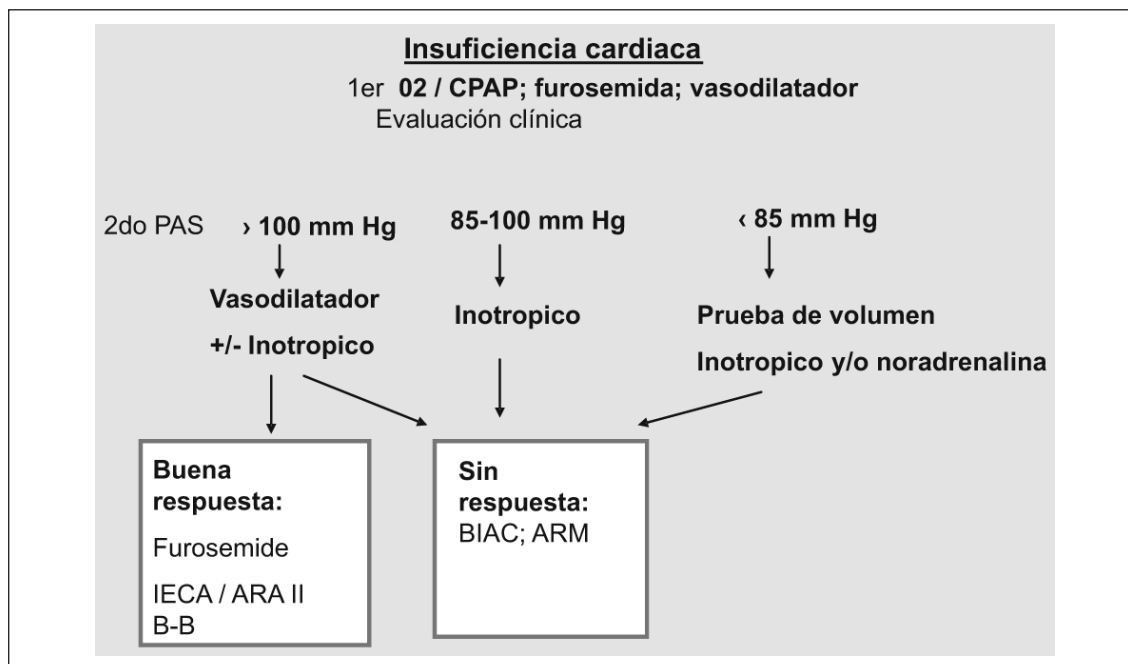 Insuficiencia cardiaca
1er 02 / CPAP; furosemida; vasodilatador
Evaluación clínica
2do PAS › 100 mm Hg 85-100 mm Hg ‹ 85 mm Hg
Vasodilatador
+/- Inotropico
Inotropico
Prueba de volumen
Inotropico y/o noradrenalina
Buena
respuesta:
Furosemide
IECA / ARA II
B-B
Sin
respuesta:
BIAC; ARM